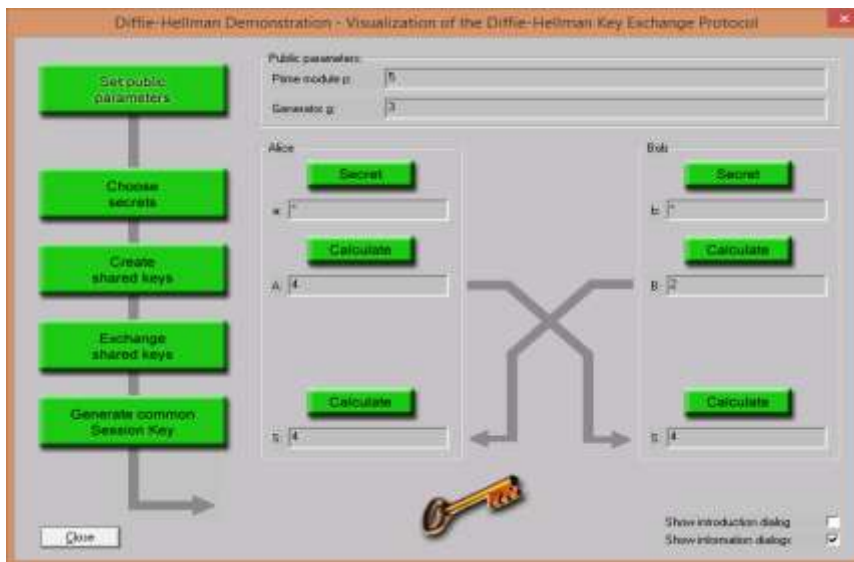 Diffie-Hellman Demonstration - Visualization of the Diffie-Hellman Key Exchange Protocol
Set public
parameters
Choose
secrets
Create
shared keys
Exchange
shared keys
Generate common
Session Key
Public parameters:
Prime module p: 5
Generator g: 3
Alice
Secret
a: *
Calculate
A: 4
Calculate
S: 4
Bob
Secret
b: *
Calculate
B: 2
Calculate
S: 4
Close
Show introduction dialog
Show information dialogs